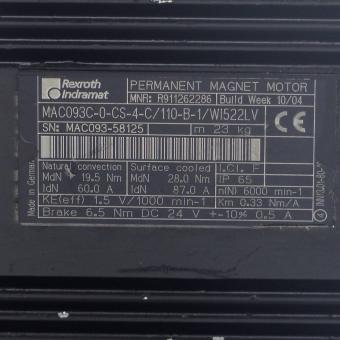 Rexroth
Indramat
PERMANENT MAGNET MOTOR
MNR: R911262286 Build Week 10/04
MAC093C-0-CS-4-C/110-B-1/WI522LV
SN: MAC093-58125 m 23 kg
CE
Natural convection Surface cooled I.Cl. F
MdN 19.5 Nm MdN 28.0 Nm IP 65
IdN 60.0 A IdN 87.0 A n(N) 6000 min-1
KE(eff) 1.5 V/1000 min-1 Km 0.33 Nm/A
Brake 6.5 Nm DC 24 V +-10% 0.5 A
Made in Germany